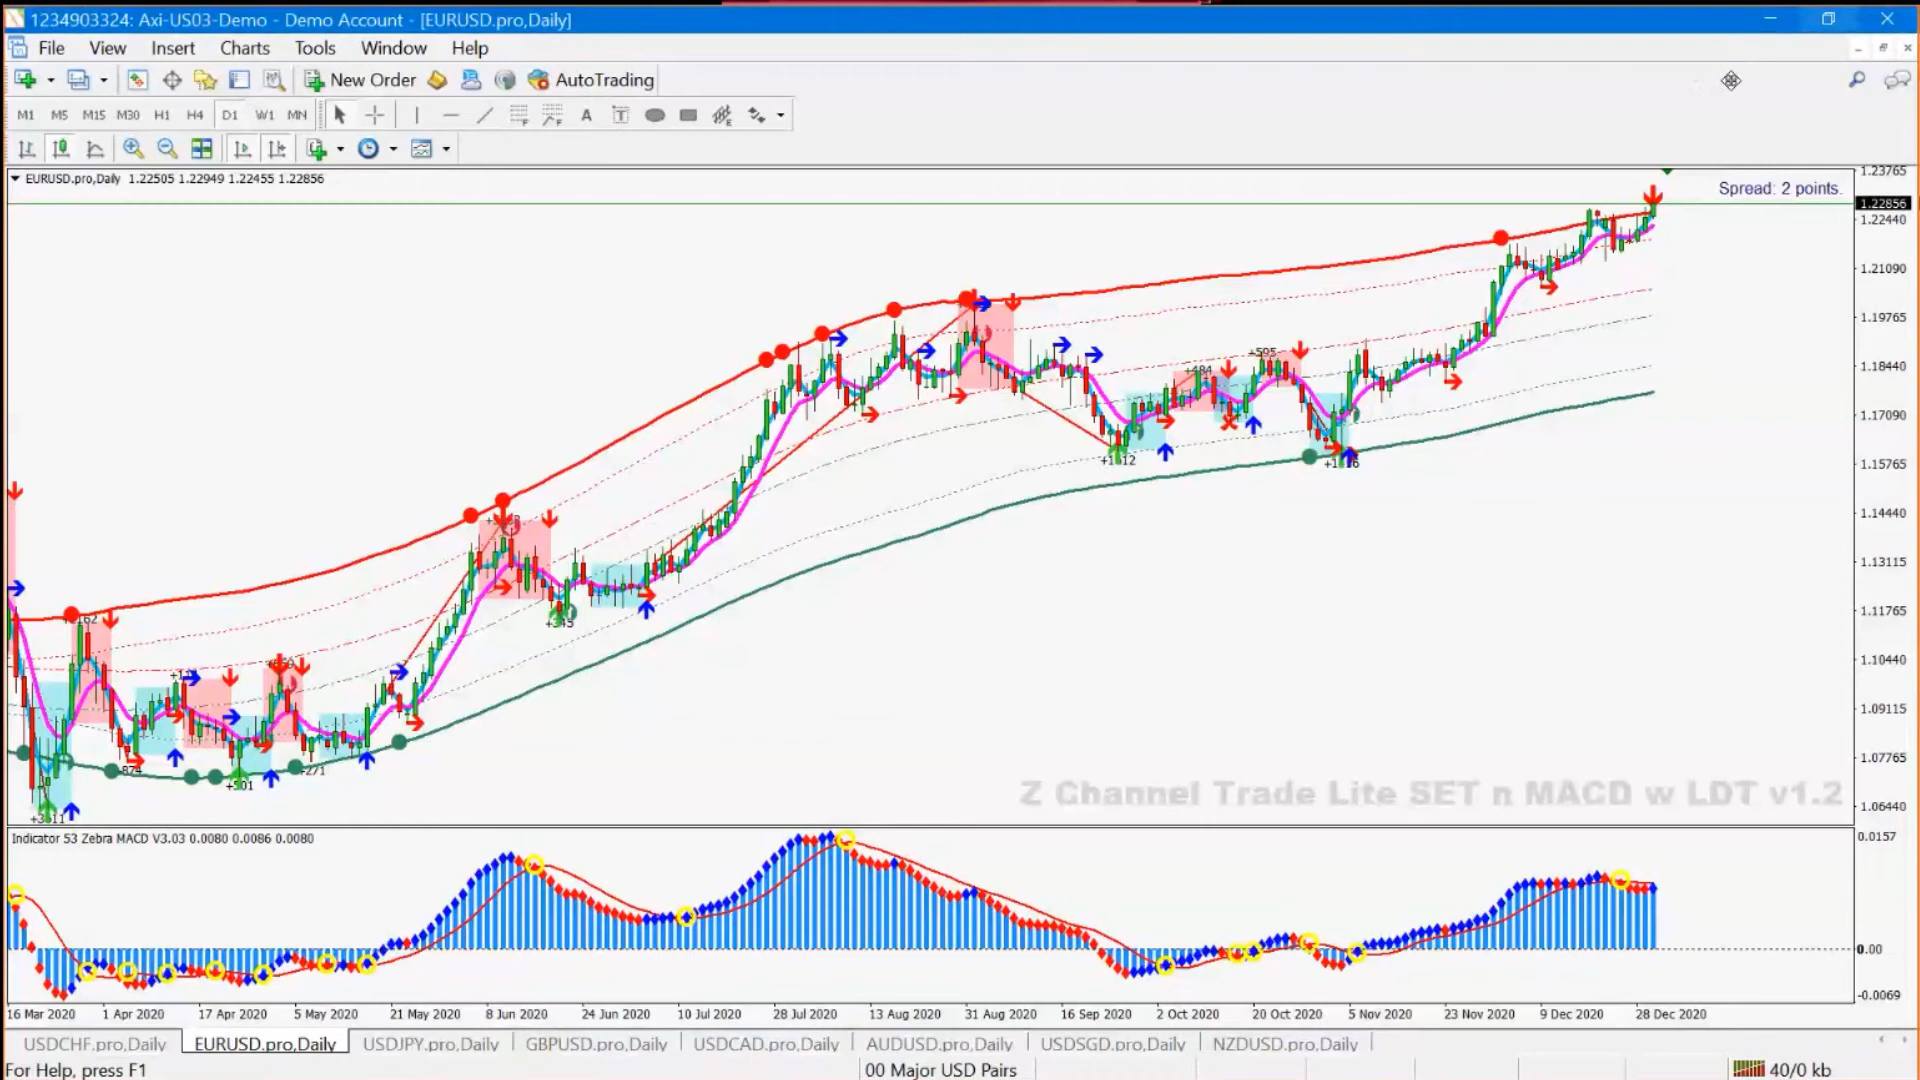 1234903324: Axi-US03-Demo - Demo Account - [EURUSD.pro,Daily]
File View Insert Charts Tools Window Help
New Order AutoTrading
M1 M5 M15 M30 H1 H4 D1 W1 MN A T F F E
EURUSD.pro,Daily 1.22505 1.22949 1.22455 1.22856
Spread: 2 points.
1.23765
1.22856
1.22440
1.21090
1.19765
1.18440
1.17090
1.15765
1.14440
1.13115
1.11765
1.10440
1.09115
1.07765
1.06440
+595
+484
+345
Z Channel Trade Lite SET n MACD w LDT v1.2
Indicator 53 Zebra MACD V3.03 0.0080 0.0086 0.0080
0.0157
0.00
-0.0069
16 Mar 2020 1 Apr 2020 17 Apr 2020 5 May 2020 21 May 2020 8 Jun 2020 24 Jun 2020 10 Jul 2020 28 Jul 2020 13 Aug 2020 31 Aug 2020 16 Sep 2020 2 Oct 2020 20 Oct 2020 5 Nov 2020 23 Nov 2020 9 Dec 2020 28 Dec 2020
USDCHF.pro,Daily EURUSD.pro,Daily USDJPY.pro,Daily GBPUSD.pro,Daily USDCAD.pro,Daily AUDUSD.pro,Daily USDSGD.pro,Daily NZDUSD.pro,Daily
For Help, press F1 00 Major USD Pairs 40/0 kb